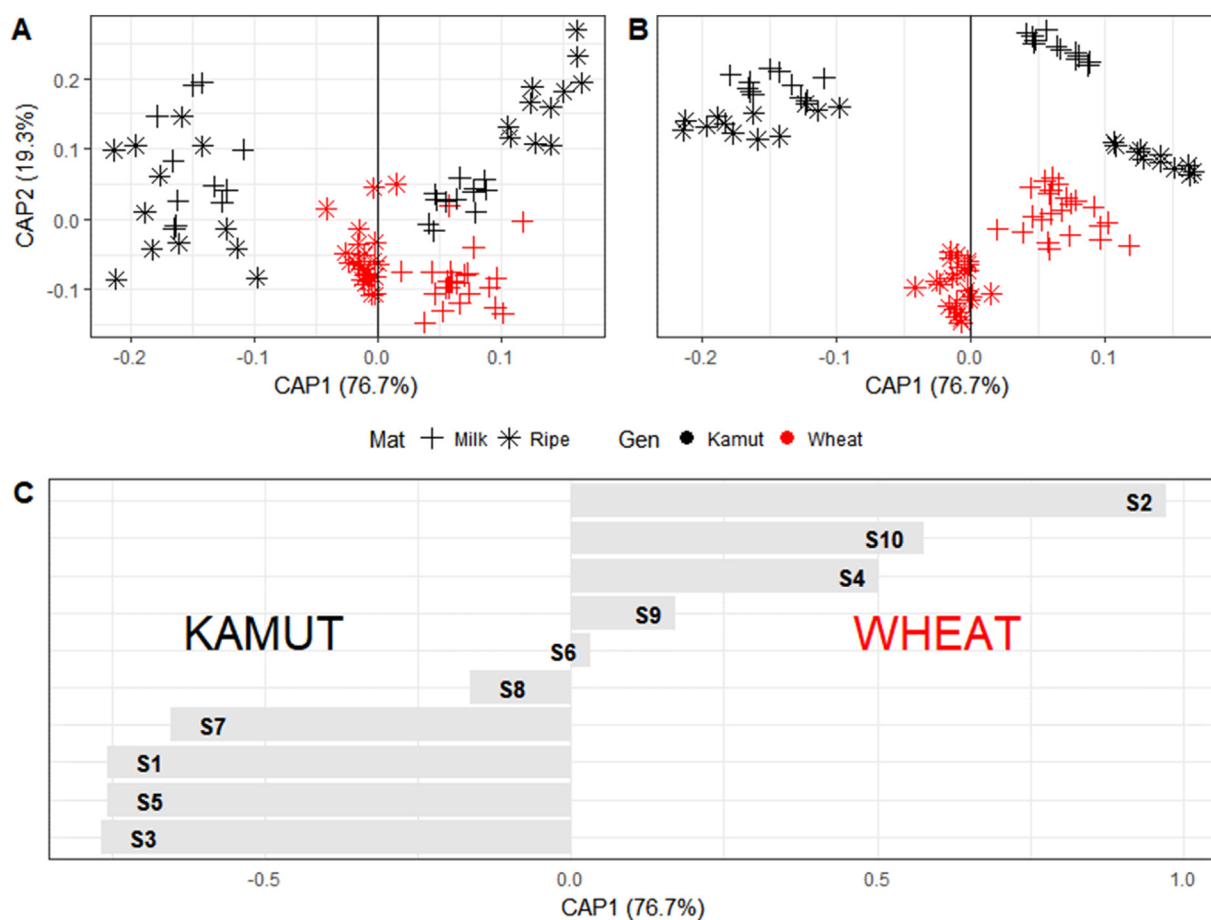 A
B
CAP2 (19.3%)
0.2
0.1
0.0
-0.1
-0.2 -0.1 0.0 0.1
-0.2 -0.1 0.0 0.1
CAP1 (76.7%)
CAP1 (76.7%)
Mat Milk Ripe Gen Kamut Wheat
C
S2
S10
S4
S9
KAMUT WHEAT
S6
S8
S7
S1
S5
S3
-0.5 0.0 0.5 1.0
CAP1 (76.7%)